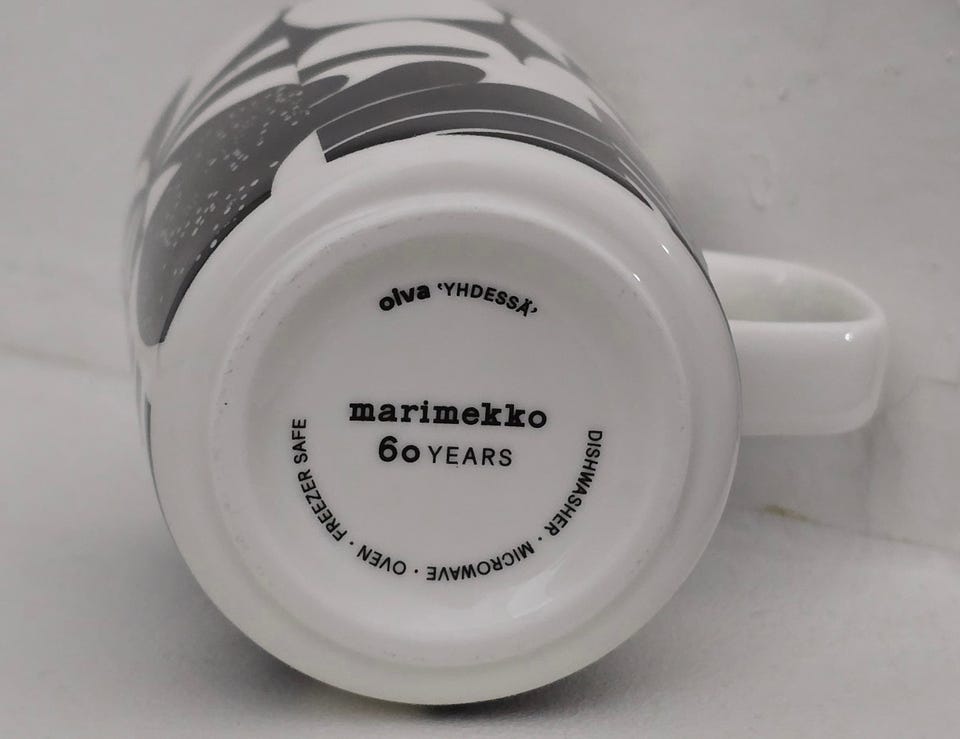 oiva ‘YHDESSÄ’
marimekko
60 YEARS
DISHWASHER · MICROWAVE · OVEN · FREEZER SAFE